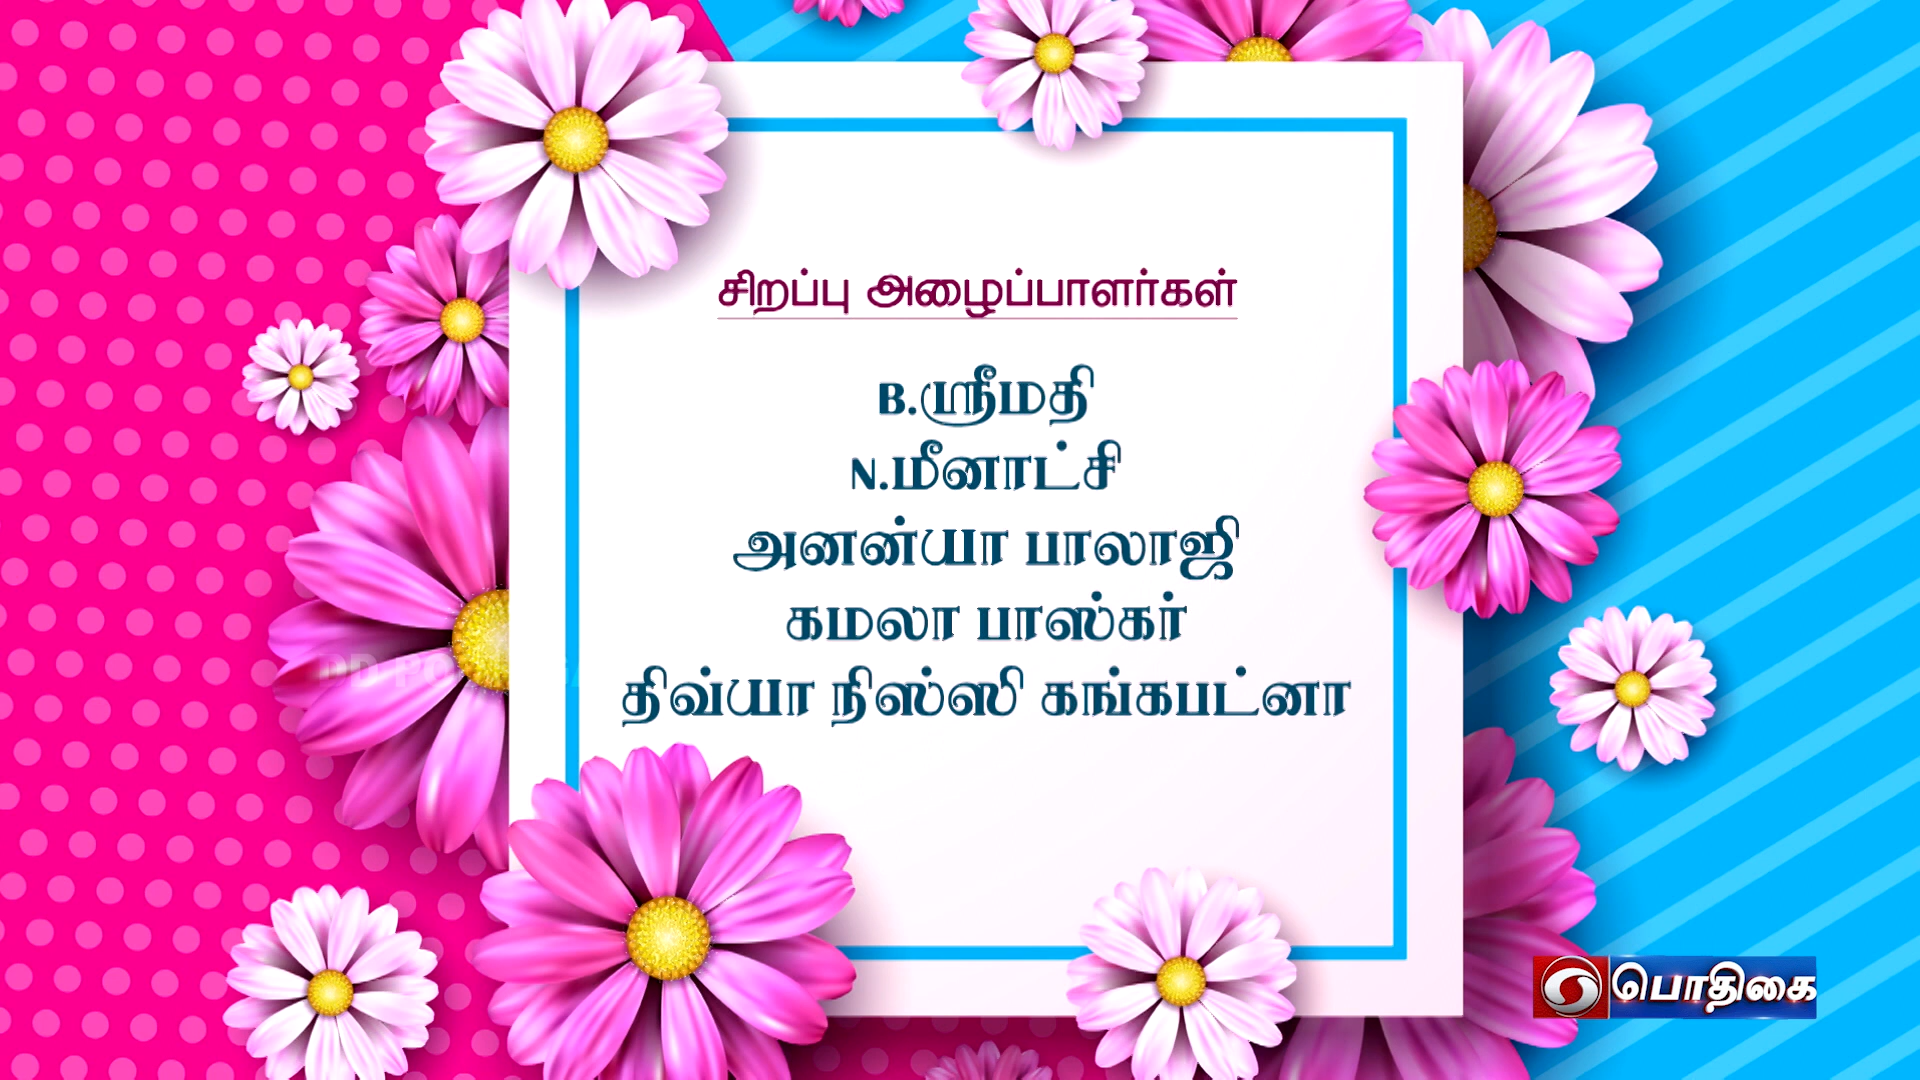 சிறப்பு அழைப்பாளர்கள்
B.ஸ்ரீமதி
N.மீனாட்சி
அனன்யா பாலாஜி
கமலா பாஸ்கர்
திவ்யா நிஸ்ஸி கங்கபட்னா
பொதிகை